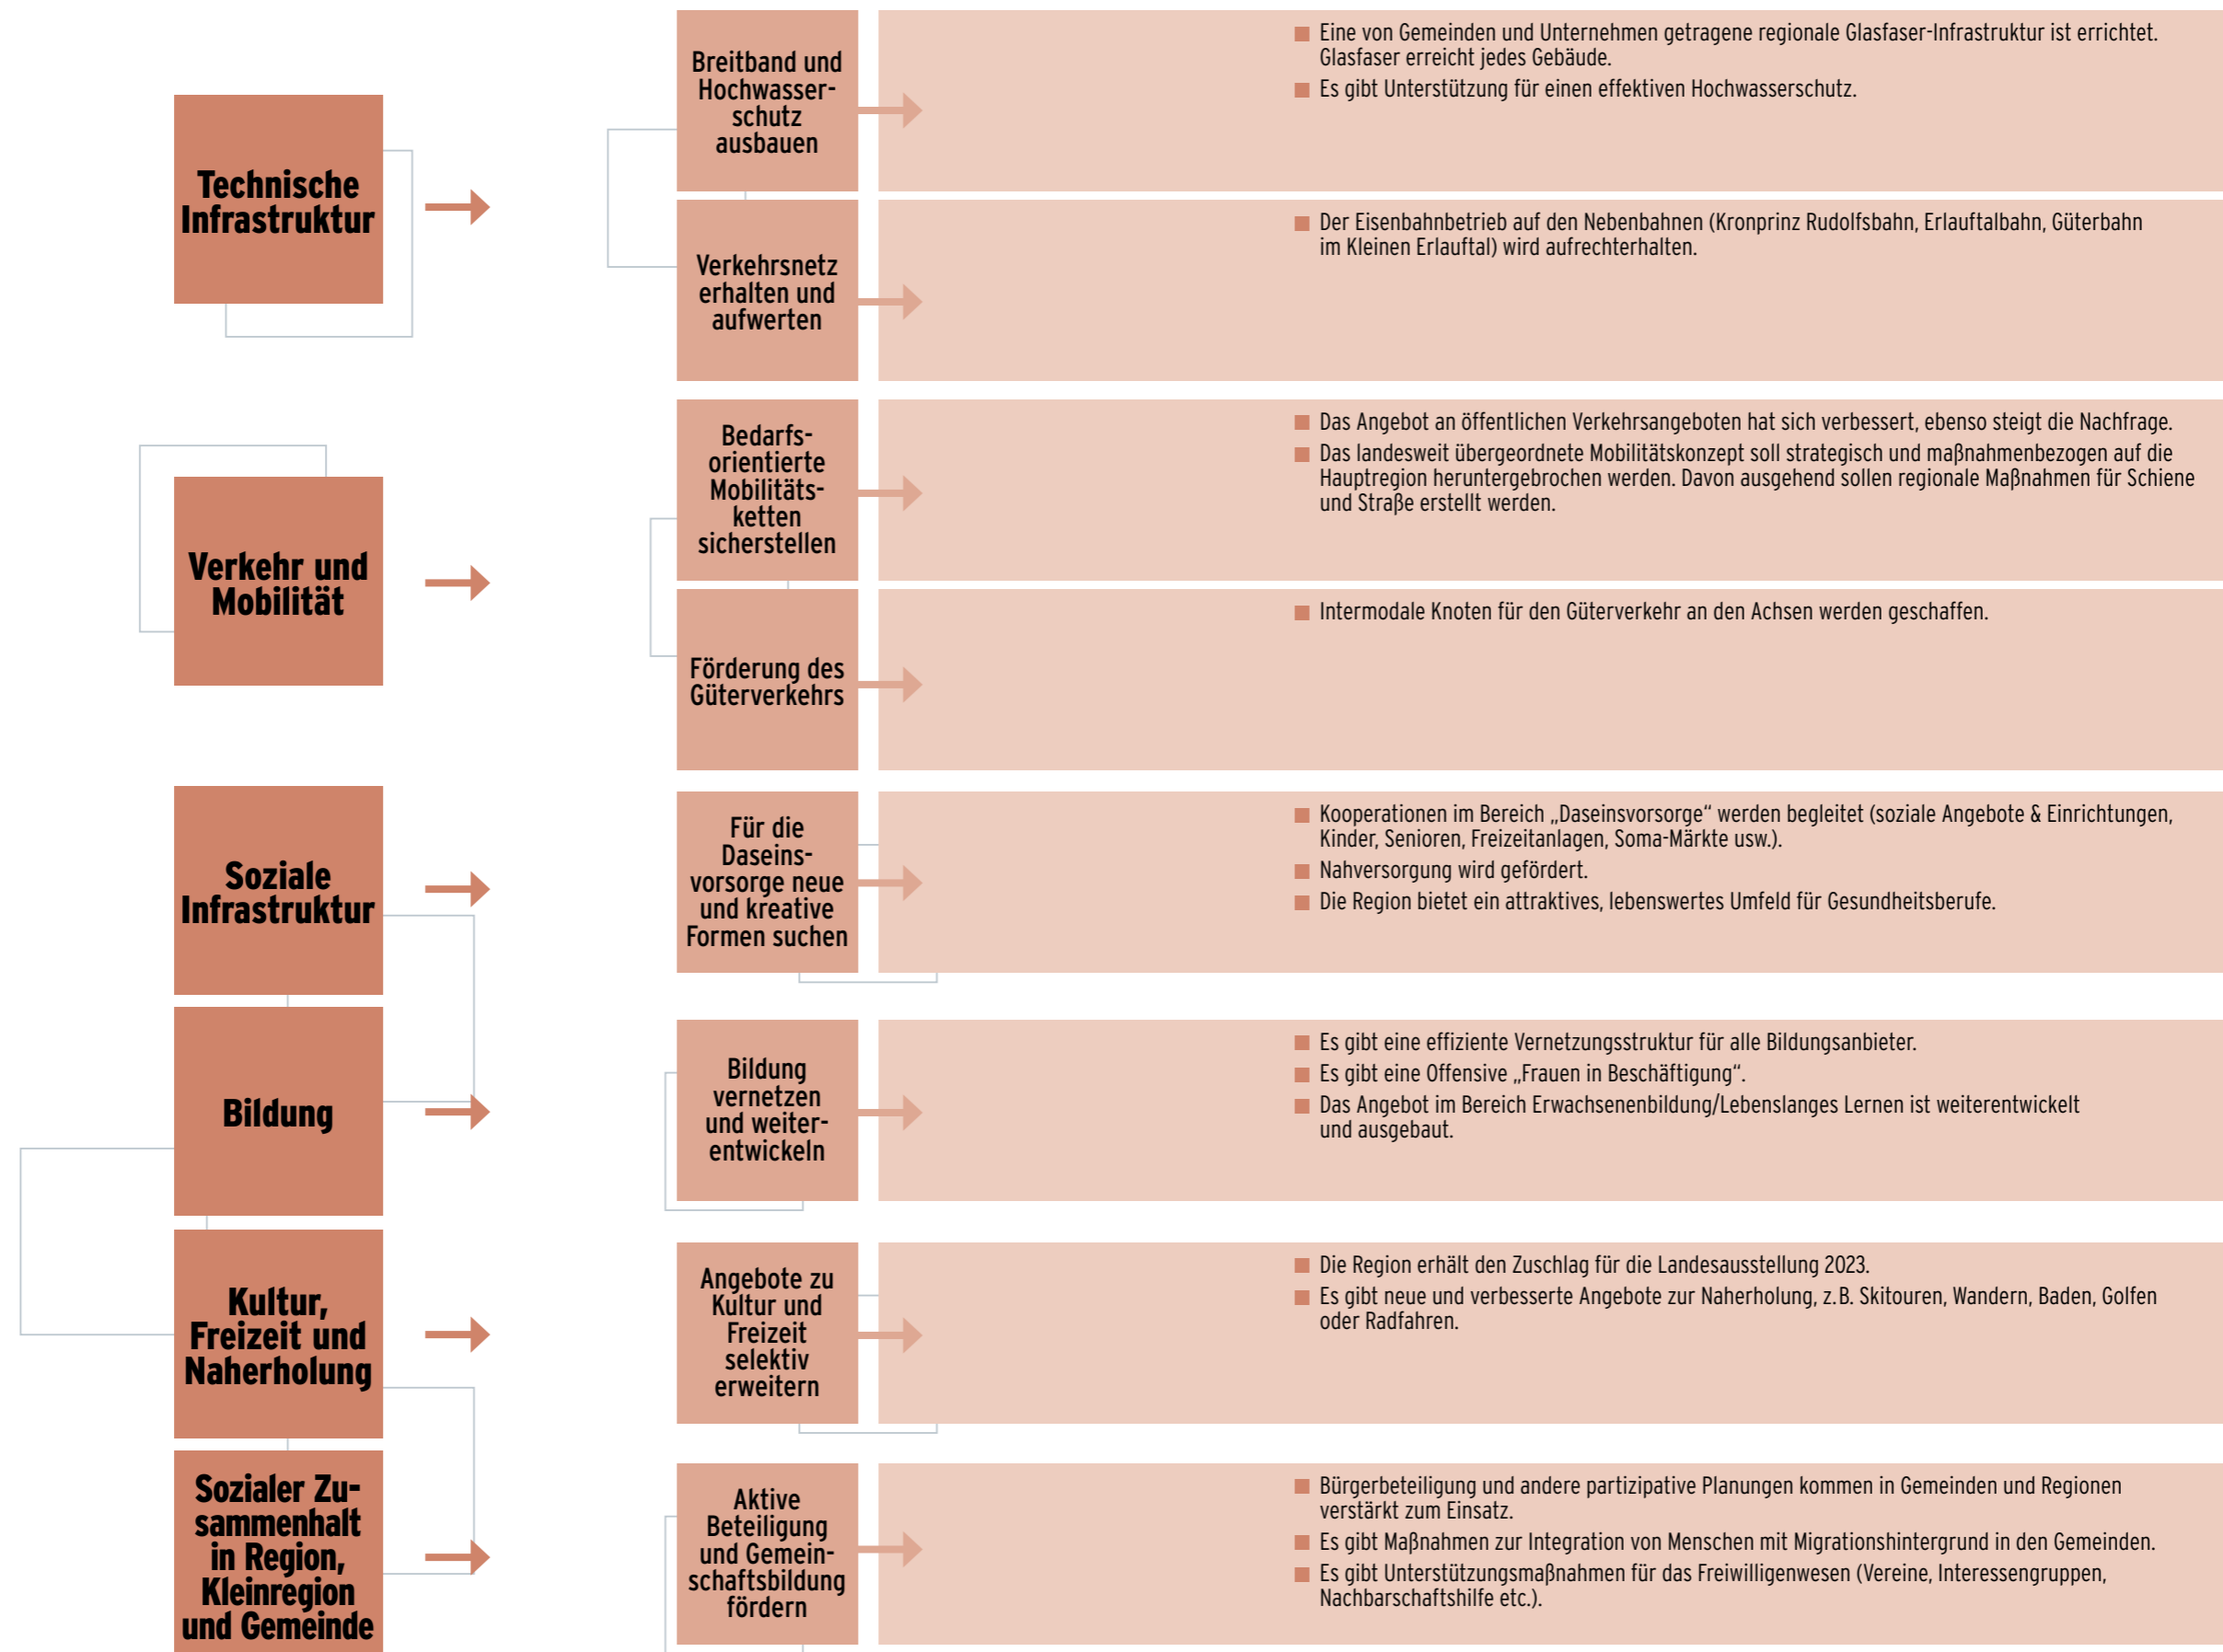 Technische
Infrastruktur
Breitband und
Hochwasser-
schutz
ausbauen
Eine von Gemeinden und Unternehmen getragene regionale Glasfaser-Infrastruktur ist errichtet.
Glasfaser erreicht jedes Gebäude.
Es gibt Unterstützung für einen effektiven Hochwasserschutz.
Verkehrsnetz
erhalten und
aufwerten
Der Eisenbahnbetrieb auf den Nebenbahnen (Kronprinz Rudolfsbahn, Erlauftalbahn, Güterbahn
im Kleinen Erlauftal) wird aufrechterhalten.
Verkehr und
Mobilität
Bedarfs-
orientierte
Mobilitäts-
ketten
sicherstellen
Das Angebot an öffentlichen Verkehrsangeboten hat sich verbessert, ebenso steigt die Nachfrage.
Das landesweit übergeordnete Mobilitätskonzept soll strategisch und maßnahmenbezogen auf die
Hauptregion heruntergebrochen werden. Davon ausgehend sollen regionale Maßnahmen für Schiene
und Straße erstellt werden.
Förderung des
Güterverkehrs
Intermodale Knoten für den Güterverkehr an den Achsen werden geschaffen.
Soziale
Infrastruktur
Für die
Daseins-
vorsorge neue
und kreative
Formen suchen
Kooperationen im Bereich „Daseinsvorsorge“ werden begleitet (soziale Angebote & Einrichtungen,
Kinder, Senioren, Freizeitanlagen, Soma-Märkte usw.).
Nahversorgung wird gefördert.
Die Region bietet ein attraktives, lebenswertes Umfeld für Gesundheitsberufe.
Bildung
Bildung
vernetzen
und weiter-
entwickeln
Es gibt eine effiziente Vernetzungsstruktur für alle Bildungsanbieter.
Es gibt eine Offensive „Frauen in Beschäftigung“.
Das Angebot im Bereich Erwachsenenbildung/Lebenslanges Lernen ist weiterentwickelt
und ausgebaut.
Kultur,
Freizeit und
Naherholung
Angebote zu
Kultur und
Freizeit
selektiv
erweitern
Die Region erhält den Zuschlag für die Landesausstellung 2023.
Es gibt neue und verbesserte Angebote zur Naherholung, z.B. Skitouren, Wandern, Baden, Golfen
oder Radfahren.
Sozialer Zu-
sammenhalt
in Region,
Kleinregion
und Gemeinde
Aktive
Beteiligung
und Gemein-
schaftsbildung
fördern
Bürgerbeteiligung und andere partizipative Planungen kommen in Gemeinden und Regionen
verstärkt zum Einsatz.
Es gibt Maßnahmen zur Integration von Menschen mit Migrationshintergrund in den Gemeinden.
Es gibt Unterstützungsmaßnahmen für das Freiwilligenwesen (Vereine, Interessengruppen,
Nachbarschaftshilfe etc.).